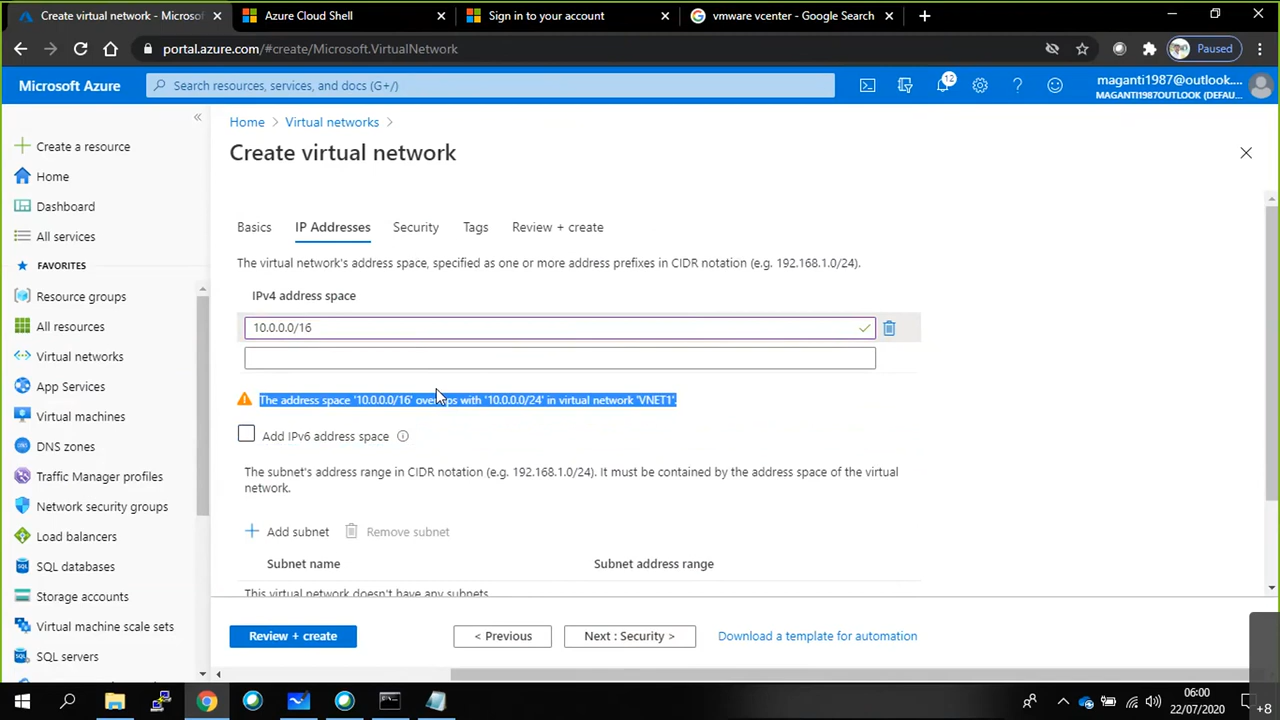 Create virtual network - Microsof
Azure Cloud Shell
Sign in to your account
vmware vcenter - Google Search
portal.azure.com/#create/Microsoft.VirtualNetwork
Paused
Microsoft Azure
Search resources, services, and docs (G+/)
12
maganti1987@outlook....
MAGANTI1987OUTLOOK (DEFAU...
Create a resource
Home
Dashboard
All services
FAVORITES
Resource groups
All resources
Virtual networks
App Services
Virtual machines
DNS zones
Traffic Manager profiles
Network security groups
Load balancers
SQL databases
Storage accounts
Virtual machine scale sets
SQL servers
Home > Virtual networks >
Create virtual network
Basics IP Addresses Security Tags Review + create
The virtual network's address space, specified as one or more address prefixes in CIDR notation (e.g. 192.168.1.0/24).
IPv4 address space
10.0.0.0/16
The address space '10.0.0.0/16' overlaps with '10.0.0.0/24' in virtual network 'VNET1'.
Add IPv6 address space
The subnet's address range in CIDR notation (e.g. 192.168.1.0/24). It must be contained by the address space of the virtual
network.
Add subnet Remove subnet
Subnet name Subnet address range
This virtual network doesn't have any subnets
Review + create < Previous Next : Security > Download a template for automation
06:00
22/07/2020
+8